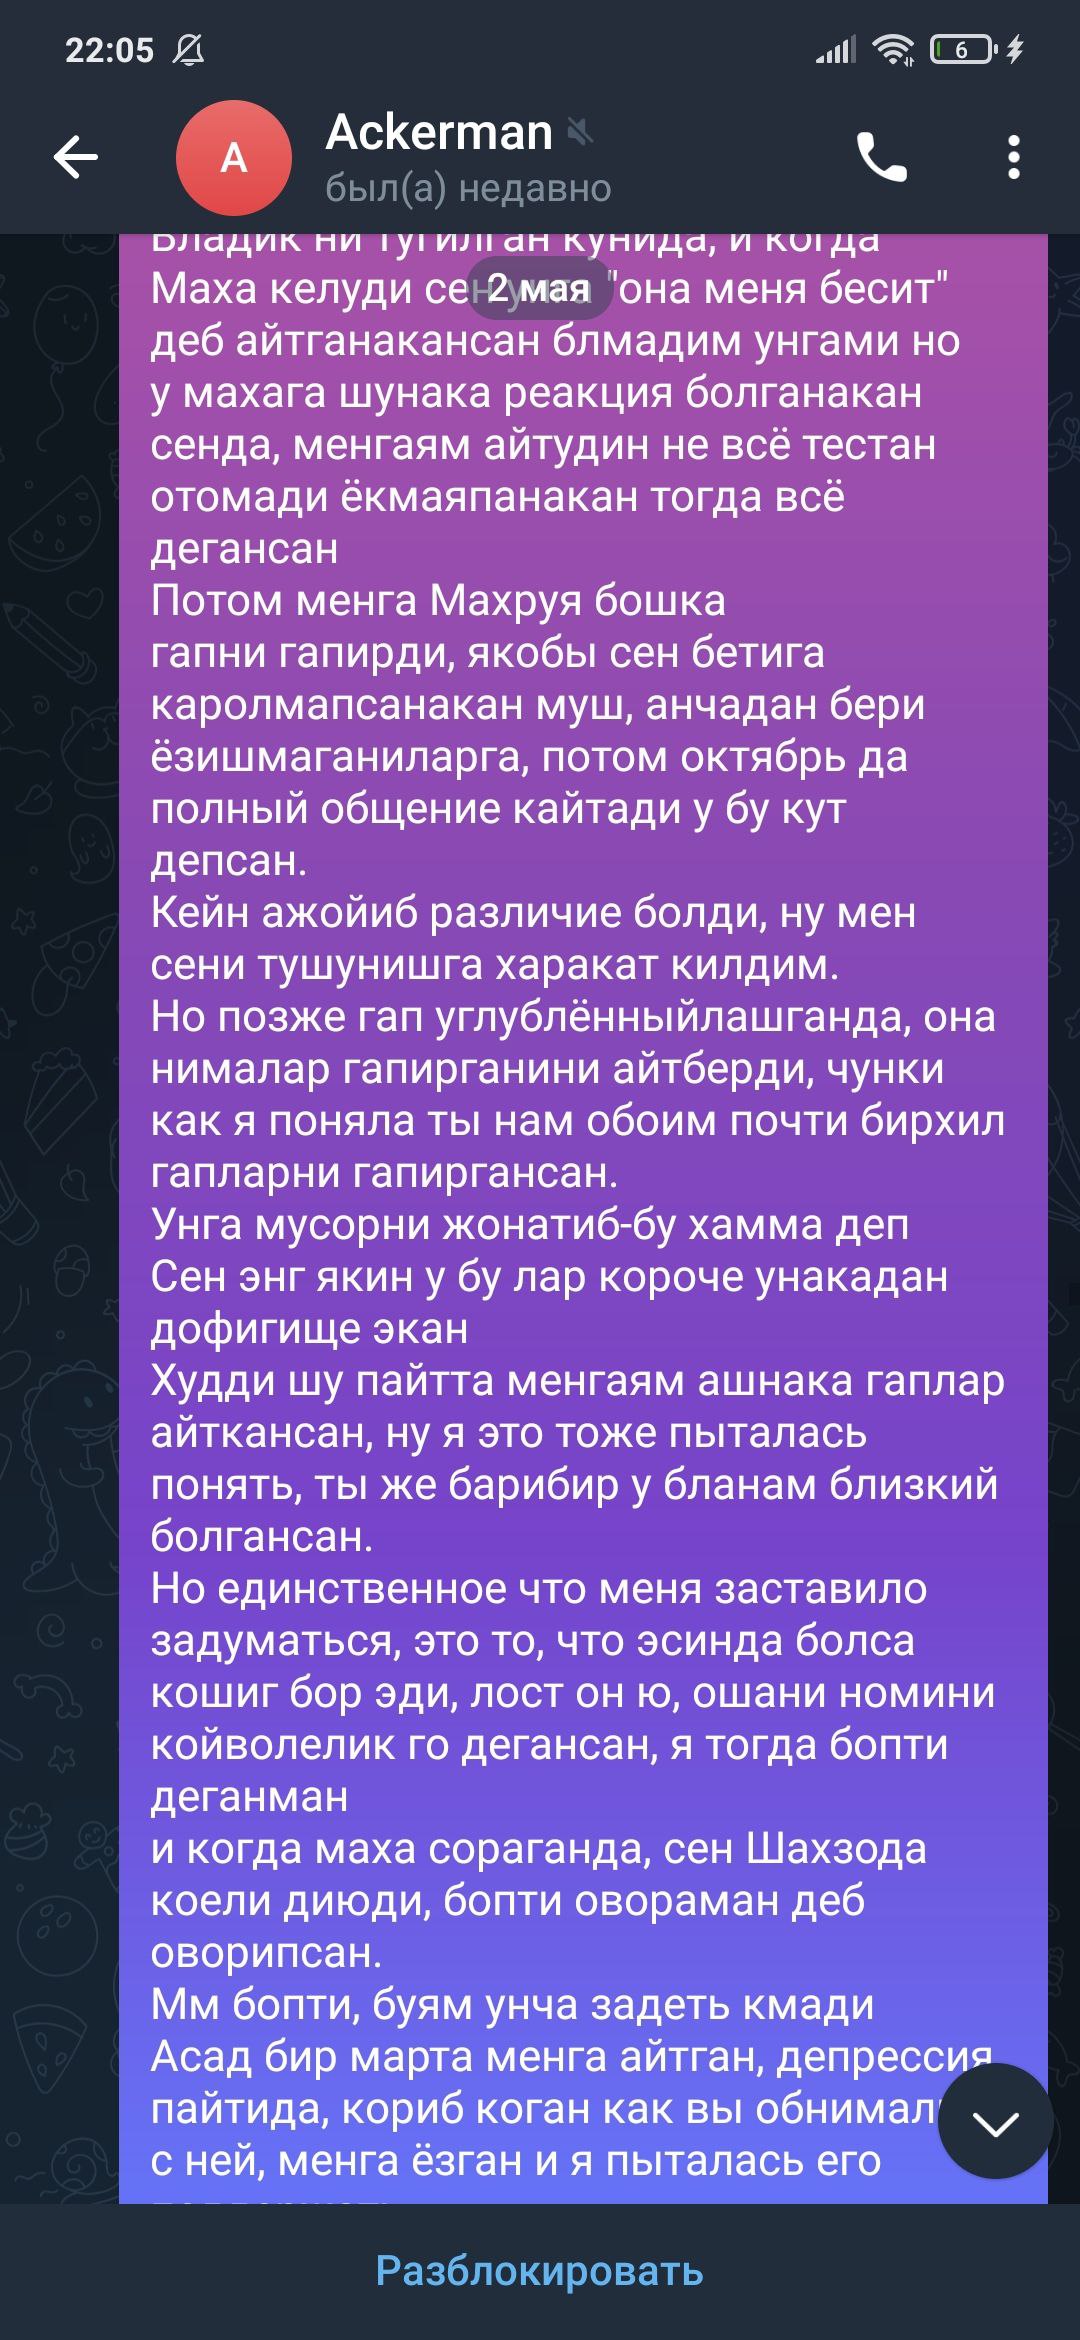 22:05
6
A
Ackerman
был(а) недавно
Владик ни тугилган кунида, и когда
2 мая
Маха келуди сен унга "она меня бесит"
деб айтганакансан блмадим унгами но
у махага шунака реакция болганакан
сенда, менгаям айтудин не всё тестан
отомади ёкмаяпанакан тогда всё
дегансан
Потом менга Махруя бошка
гапни гапирди, якобы сен бетига
каролмапсанакан муш, анчадан бери
ёзишмаганиларга, потом октябрь да
полный общение кайтади у бу кут
депсан.
Кейн ажойиб различие болди, ну мен
сени тушунишга харакат килдим.
Но позже гап углублённыйлашганда, она
нималар гапирганини айтберди, чунки
как я поняла ты нам обоим почти бирхил
гапларни гапиргансан.
Унга мусорни жонатиб-бу хамма деп
Сен энг якин у бу лар короче унакадан
дофигище экан
Худди шу пайтта менгаям ашнака гаплар
айткансан, ну я это тоже пыталась
понять, ты же барибир у бланам близкий
болгансан.
Но единственное что меня заставило
задуматься, это то, что эсинда болса
кошиг бор эди, лост он ю, ошани номини
койволелик го дегансан, я тогда бопти
деганман
и когда маха сораганда, сен Шахзода
коели диюди, бопти овораман деб
оворипсан.
Мм бопти, буям унча задеть кмади
Асад бир марта менга айтган, депрессия
пайтида, кориб коган как вы обнимал
с ней, менга ёзган и я пыталась его
Разблокировать